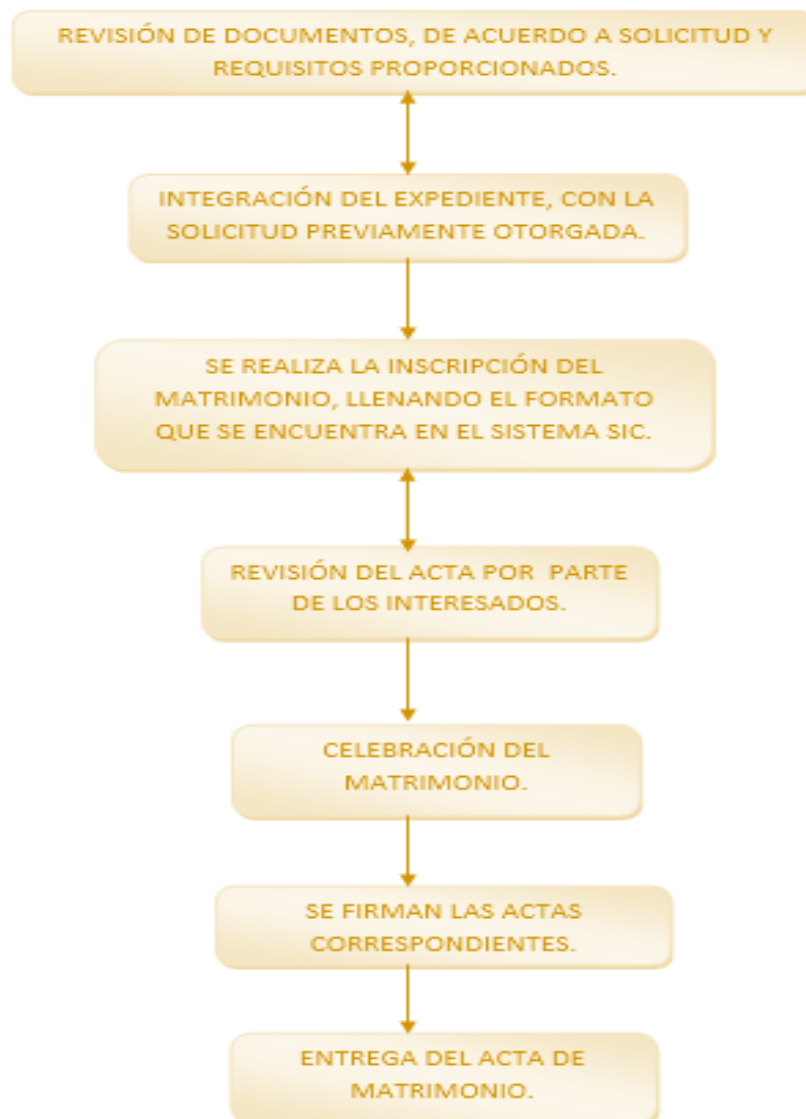 REVISIÓN DE DOCUMENTOS, DE ACUERDO A SOLICITUD Y
REQUISITOS PROPORCIONADOS.
INTEGRACIÓN DEL EXPEDIENTE, CON LA
SOLICITUD PREVIAMENTE OTORGADA.
SE REALIZA LA INSCRIPCIÓN DEL
MATRIMONIO, LLENANDO EL FORMATO
QUE SE ENCUENTRA EN EL SISTEMA SIC.
REVISIÓN DEL ACTA POR PARTE
DE LOS INTERESADOS.
CELEBRACIÓN DEL
MATRIMONIO.
SE FIRMAN LAS ACTAS
CORRESPONDIENTES.
ENTREGA DEL ACTA DE
MATRIMONIO.